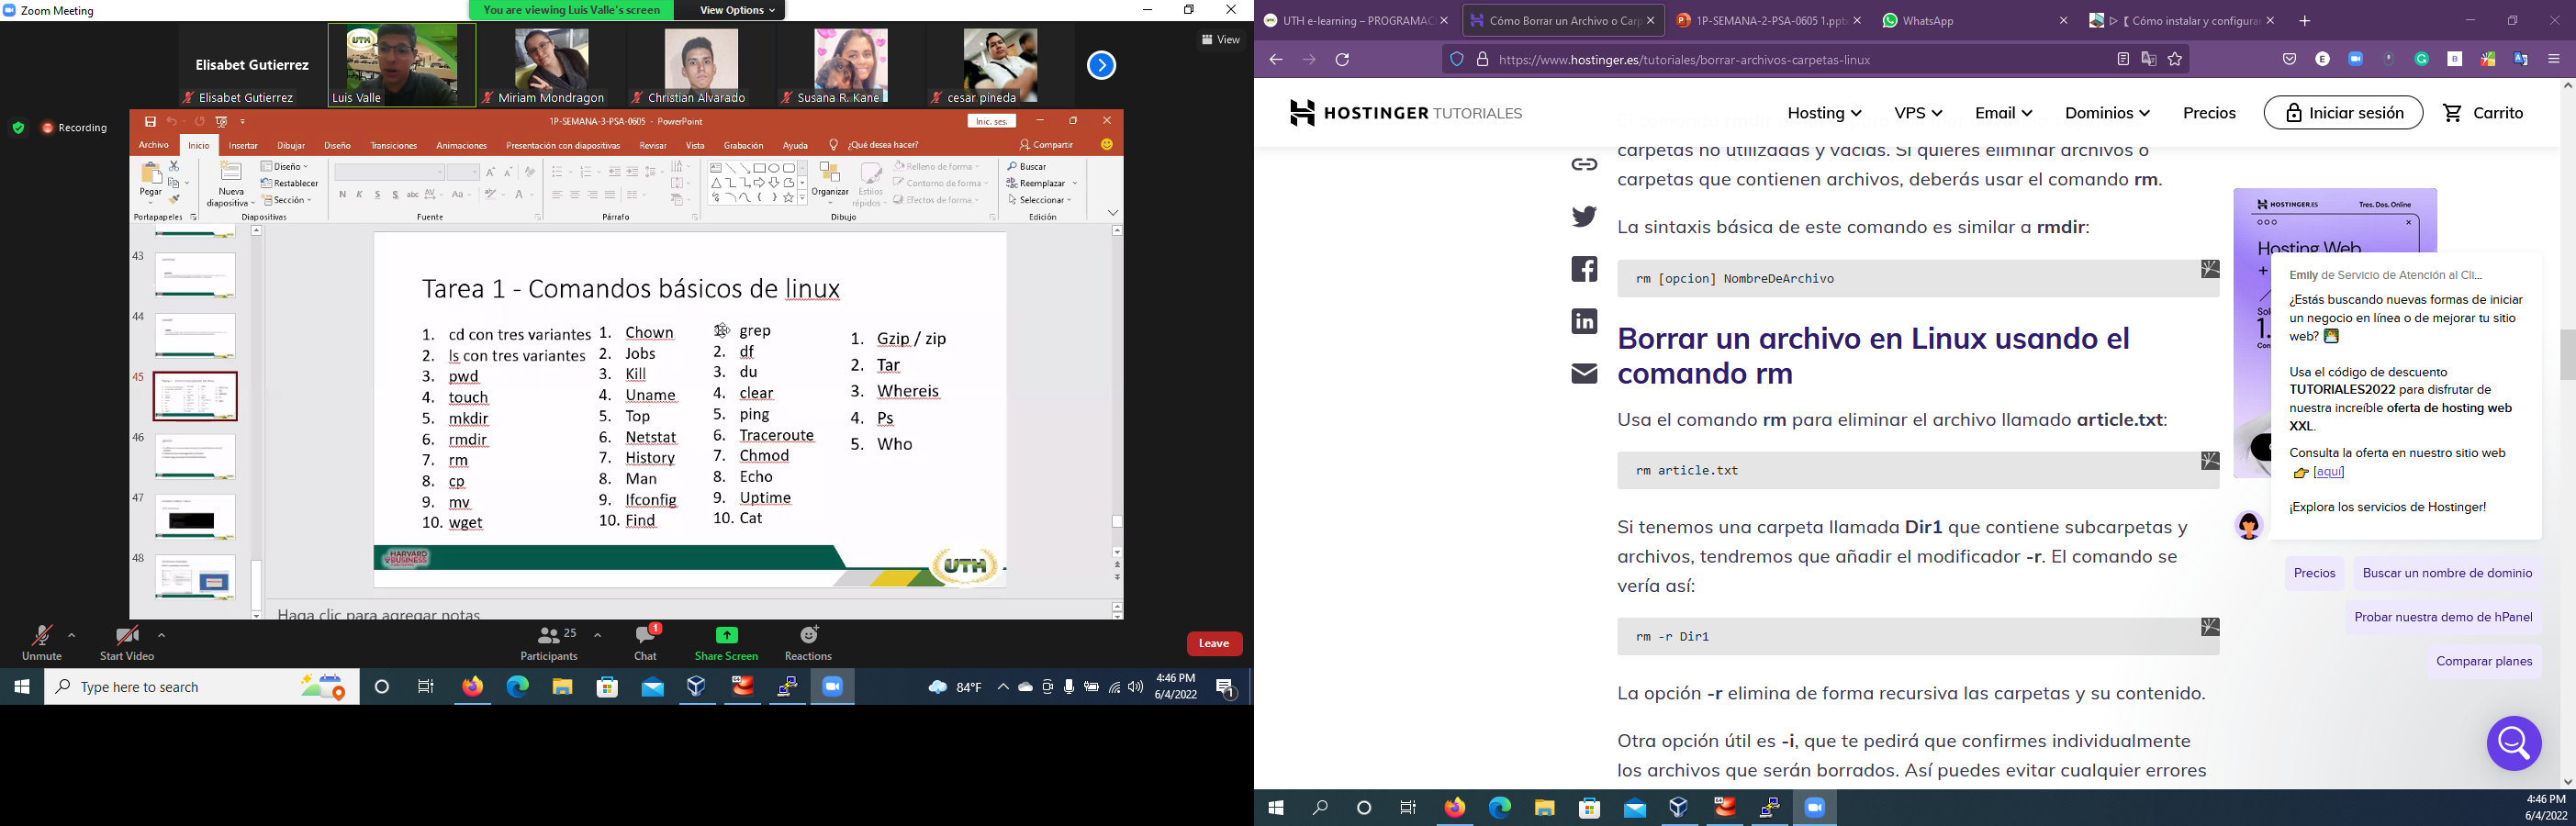 Zoom Meeting
You are viewing Luis Valle's screen
View Options
Elisabet Gutierrez
Elisabet Gutierrez
Luis Valle
Miriam Mondragon
Christian Alvarado
Susana R. Kane
cesar pineda
View
Recording
1P-SEMANA-3-PSA-0605 - PowerPoint
Inic. ses.
Archivo
Inicio
Insertar
Dibujar
Diseño
Transiciones
Animaciones
Presentación con diapositivas
Revisar
Vista
Grabación
Ayuda
¿Qué desea hacer?
Compartir
Pegar
Nueva
diapositiva
Diseño
Restablecer
Sección
Organizar
Estilos
rápidos
Relleno de forma
Contorno de forma
Efectos de forma
Buscar
Reemplazar
Seleccionar
Portapapeles
Diapositivas
Fuente
Párrafo
Dibujo
Edición
43
44
45
46
47
48
Tarea 1 - Comandos básicos de linux
1. cd con tres variantes
2. ls con tres variantes
3. pwd
4. touch
5. mkdir
6. rmdir
7. rm
8. cp
9. mv
10. wget
1. Chown
2. Jobs
3. Kill
4. Uname
5. Top
6. Netstat
7. History
8. Man
9. Ifconfig
10. Find
grep
2. df
3. du
4. clear
5. ping
6. Traceroute
7. Chmod
8. Echo
9. Uptime
10. Cat
1. Gzip / zip
2. Tar
3. Whereis
4. Ps
5. Who
HARVARD
BUSINESS
UTH
Haga clic para agregar notas
Unmute
Start Video
Participants
25
Chat
1
Share Screen
Reactions
Leave
Type here to search
84°F
4:46 PM
6/4/2022
1
UTH e-learning – PROGRAMAC
Cómo Borrar un Archivo o Carp
1P-SEMANA-2-PSA-0605 1.pptx
WhatsApp
Cómo instalar y configurar
https://www.hostinger.es/tutoriales/borrar-archivos-carpetas-linux
HOSTINGER TUTORIALES
Hosting
VPS
Email
Dominios
Precios
Iniciar sesión
Carrito
carpetas no utilizadas y vacías. Si quieres eliminar archivos o
carpetas que contienen archivos, deberás usar el comando rm.
La sintaxis básica de este comando es similar a rmdir:
rm [opcion] NombreDeArchivo
Borrar un archivo en Linux usando el
comando rm
Usa el comando rm para eliminar el archivo llamado article.txt:
rm article.txt
Si tenemos una carpeta llamada Dir1 que contiene subcarpetas y
archivos, tendremos que añadir el modificador -r. El comando se
vería así:
rm -r Dir1
La opción -r elimina de forma recursiva las carpetas y su contenido.
Otra opción útil es -i, que te pedirá que confirmes individualmente
los archivos que serán borrados. Así puedes evitar cualquier errores
HOSTINGER.ES
Tres. Dos. Online
Hosting Web
Emily de Servicio de Atención al Cli...
¿Estás buscando nuevas formas de iniciar
un negocio en línea o de mejorar tu sitio
web?
Usa el código de descuento
TUTORIALES2022 para disfrutar de
nuestra increíble oferta de hosting web
XXL.
Consulta la oferta en nuestro sitio web
[aquí]
¡Explora los servicios de Hostinger!
Precios
Buscar un nombre de dominio
Probar nuestra demo de hPanel
Comparar planes
4:46 PM
6/4/2022